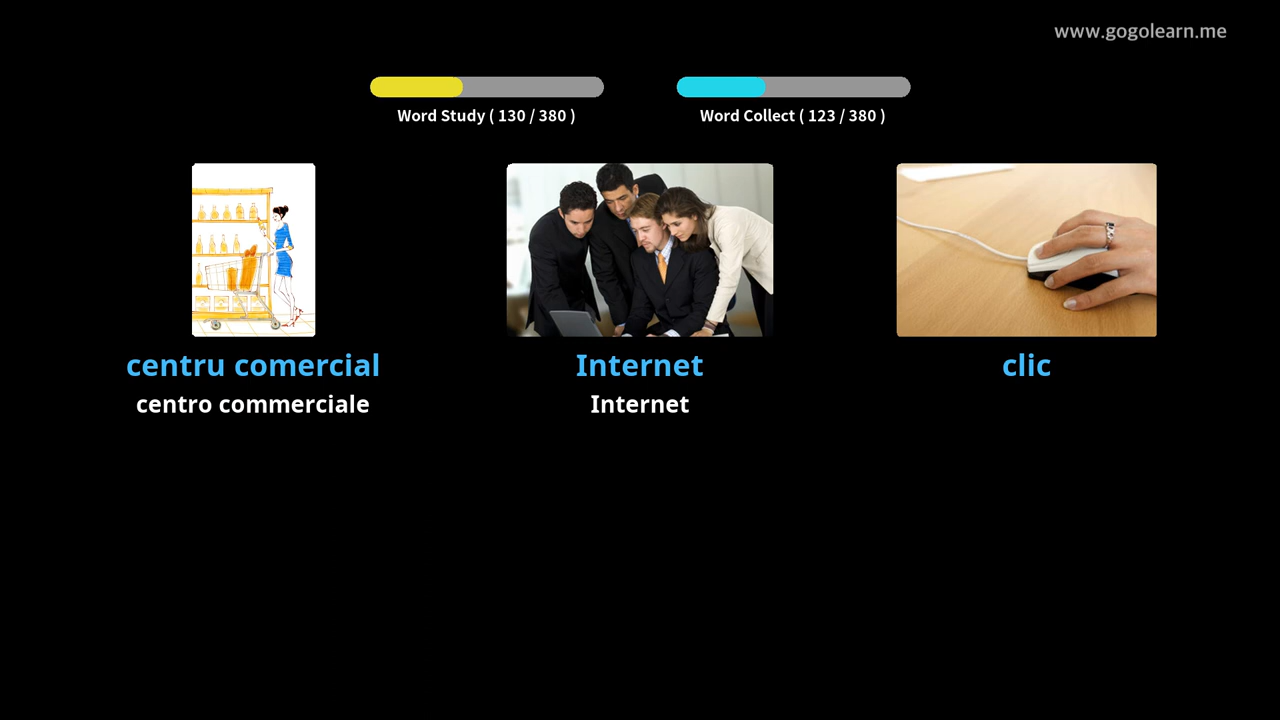 www.gogolearn.me
Word Study ( 130 / 380 )
Word Collect ( 123 / 380 )
centru comercial
centro commerciale
Internet
Internet
clic